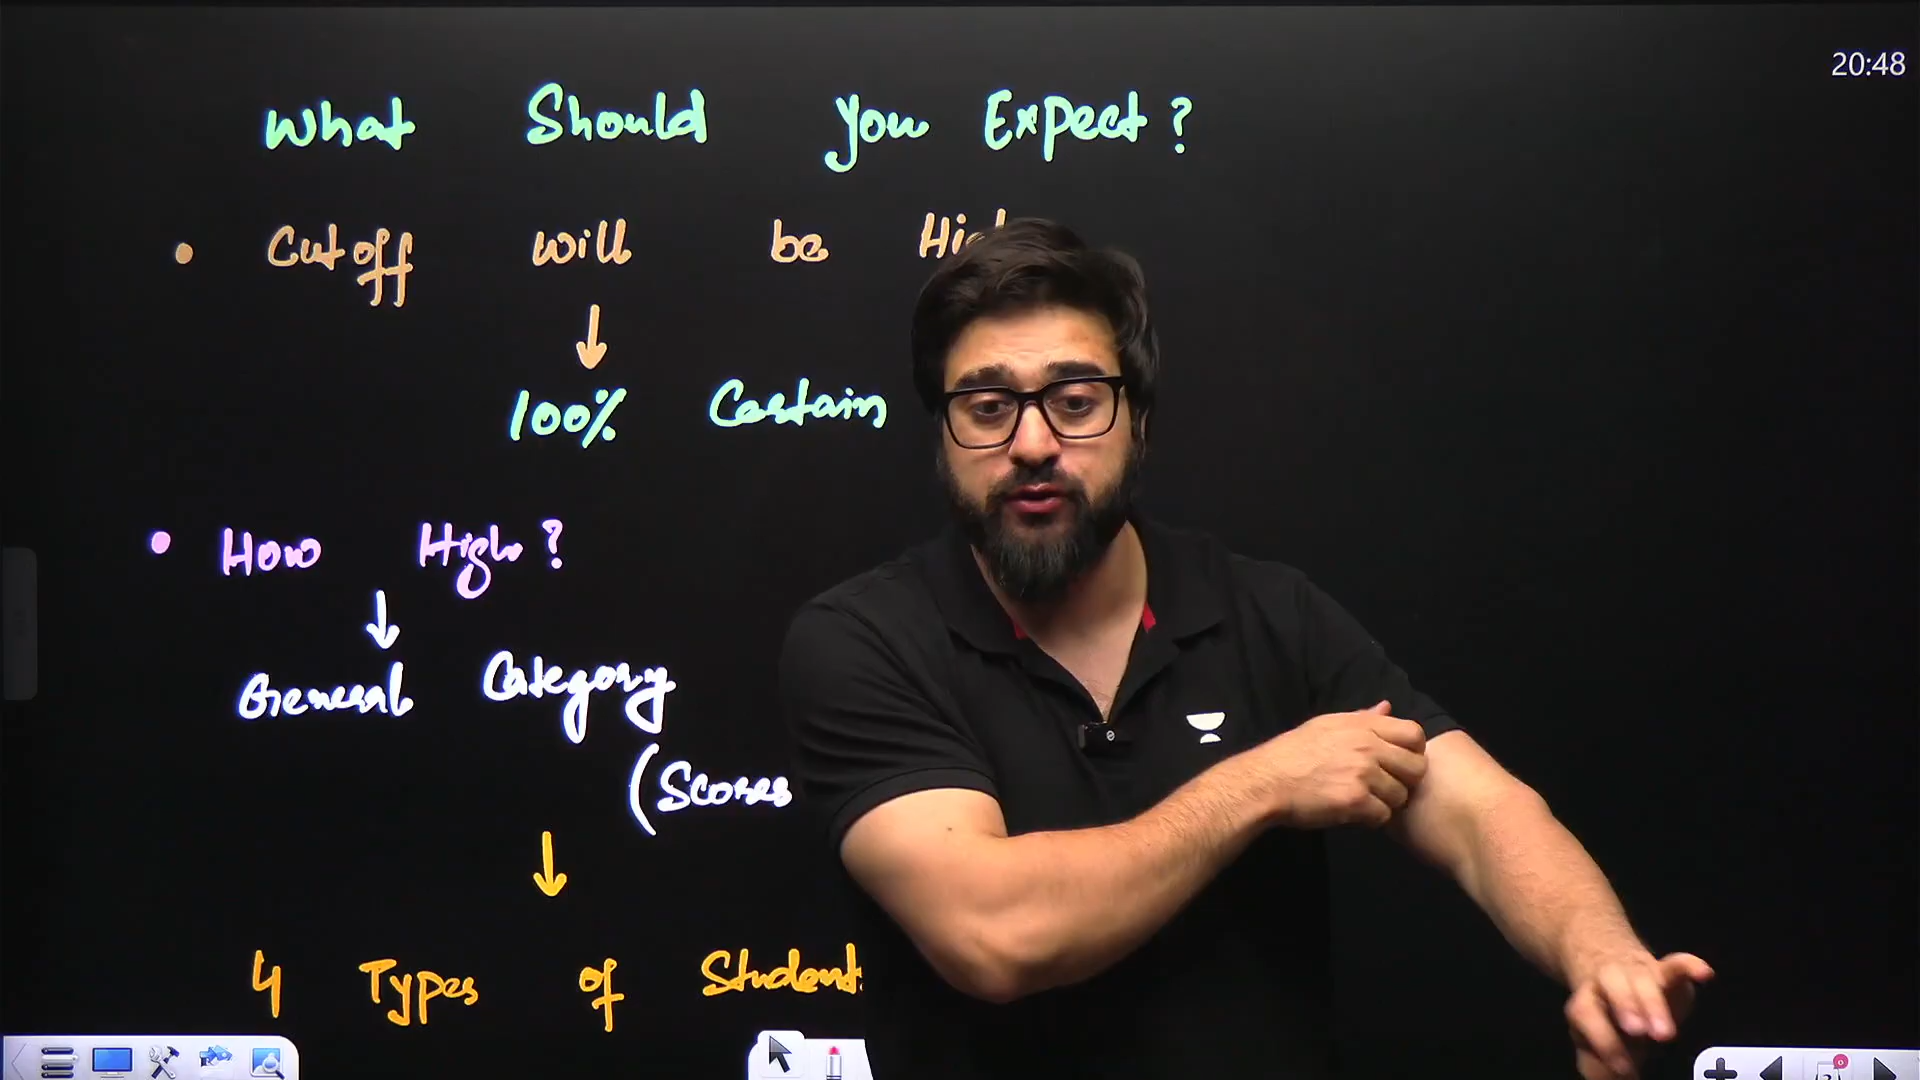 20:48
What Should You Expect?
• Cutoff will be
100% Certain
• How High?
General Category
(Scores
4 Types of Students